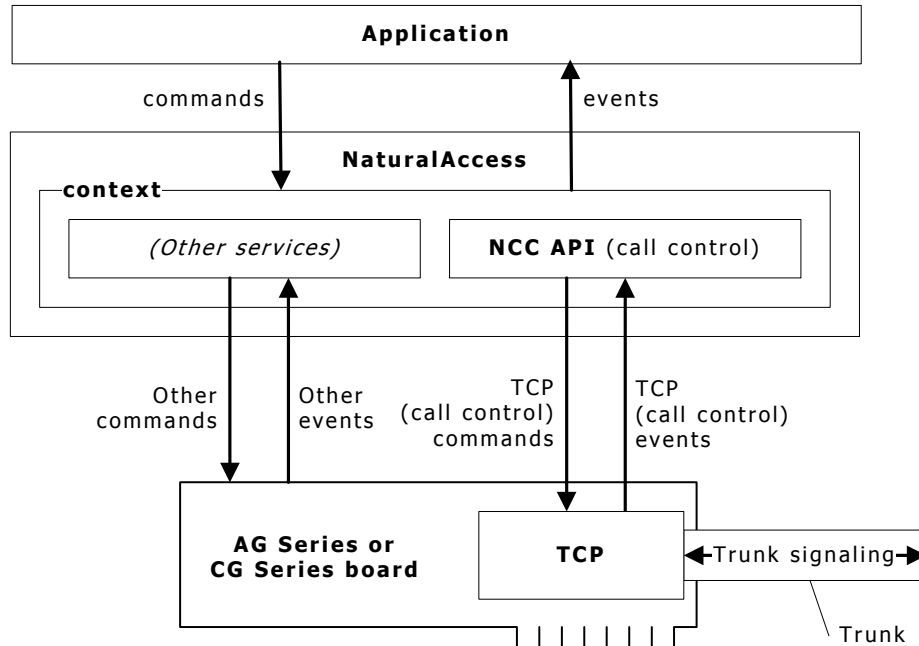 Application
commands
events
NaturalAccess
context
(Other services)
NCC API (call control)
Other
commands
Other
events
TCP
(call control)
commands
TCP
(call control)
events
AG Series or
CG Series board
TCP
Trunk signaling
Trunk